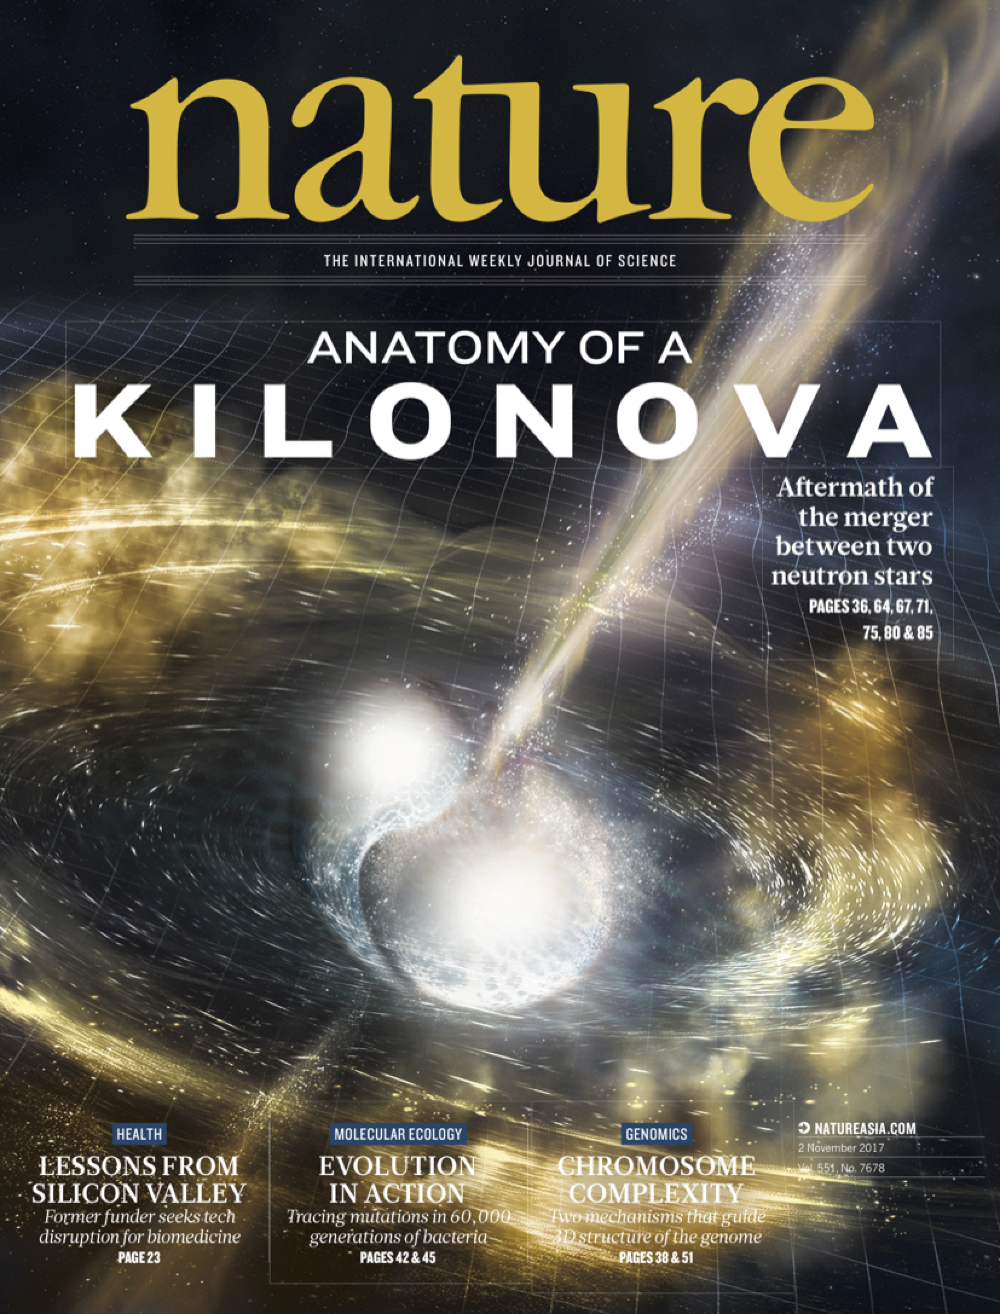 nature
THE INTERNATIONAL WEEKLY JOURNAL OF SCIENCE
ANATOMY OF A
KILONOVA
Aftermath of
the merger
between two
neutron stars
PAGES 36, 64, 67, 71,
75, 80 & 85
HEALTH
LESSONS FROM
SILICON VALLEY
Former funder seeks tech
disruption for biomedicine
PAGE 23
MOLECULAR ECOLOGY
EVOLUTION
IN ACTION
Tracing mutations in 60,000
generations of bacteria
PAGES 42 & 45
GENOMICS
CHROMOSOME
COMPLEXITY
Two mechanisms that guide
3D structure of the genome
PAGES 38 & 51
NATUREASIA.COM
2 November 2017
Vol. 551, No. 7678